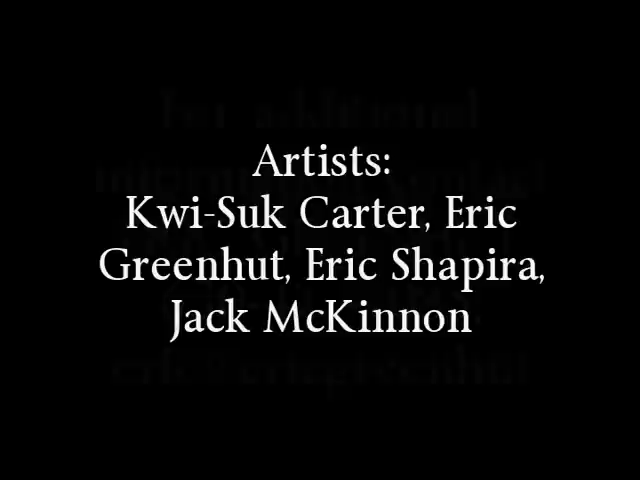 Artists:
Kwi-Suk Carter, Eric
Greenhut, Eric Shapira,
Jack McKinnon